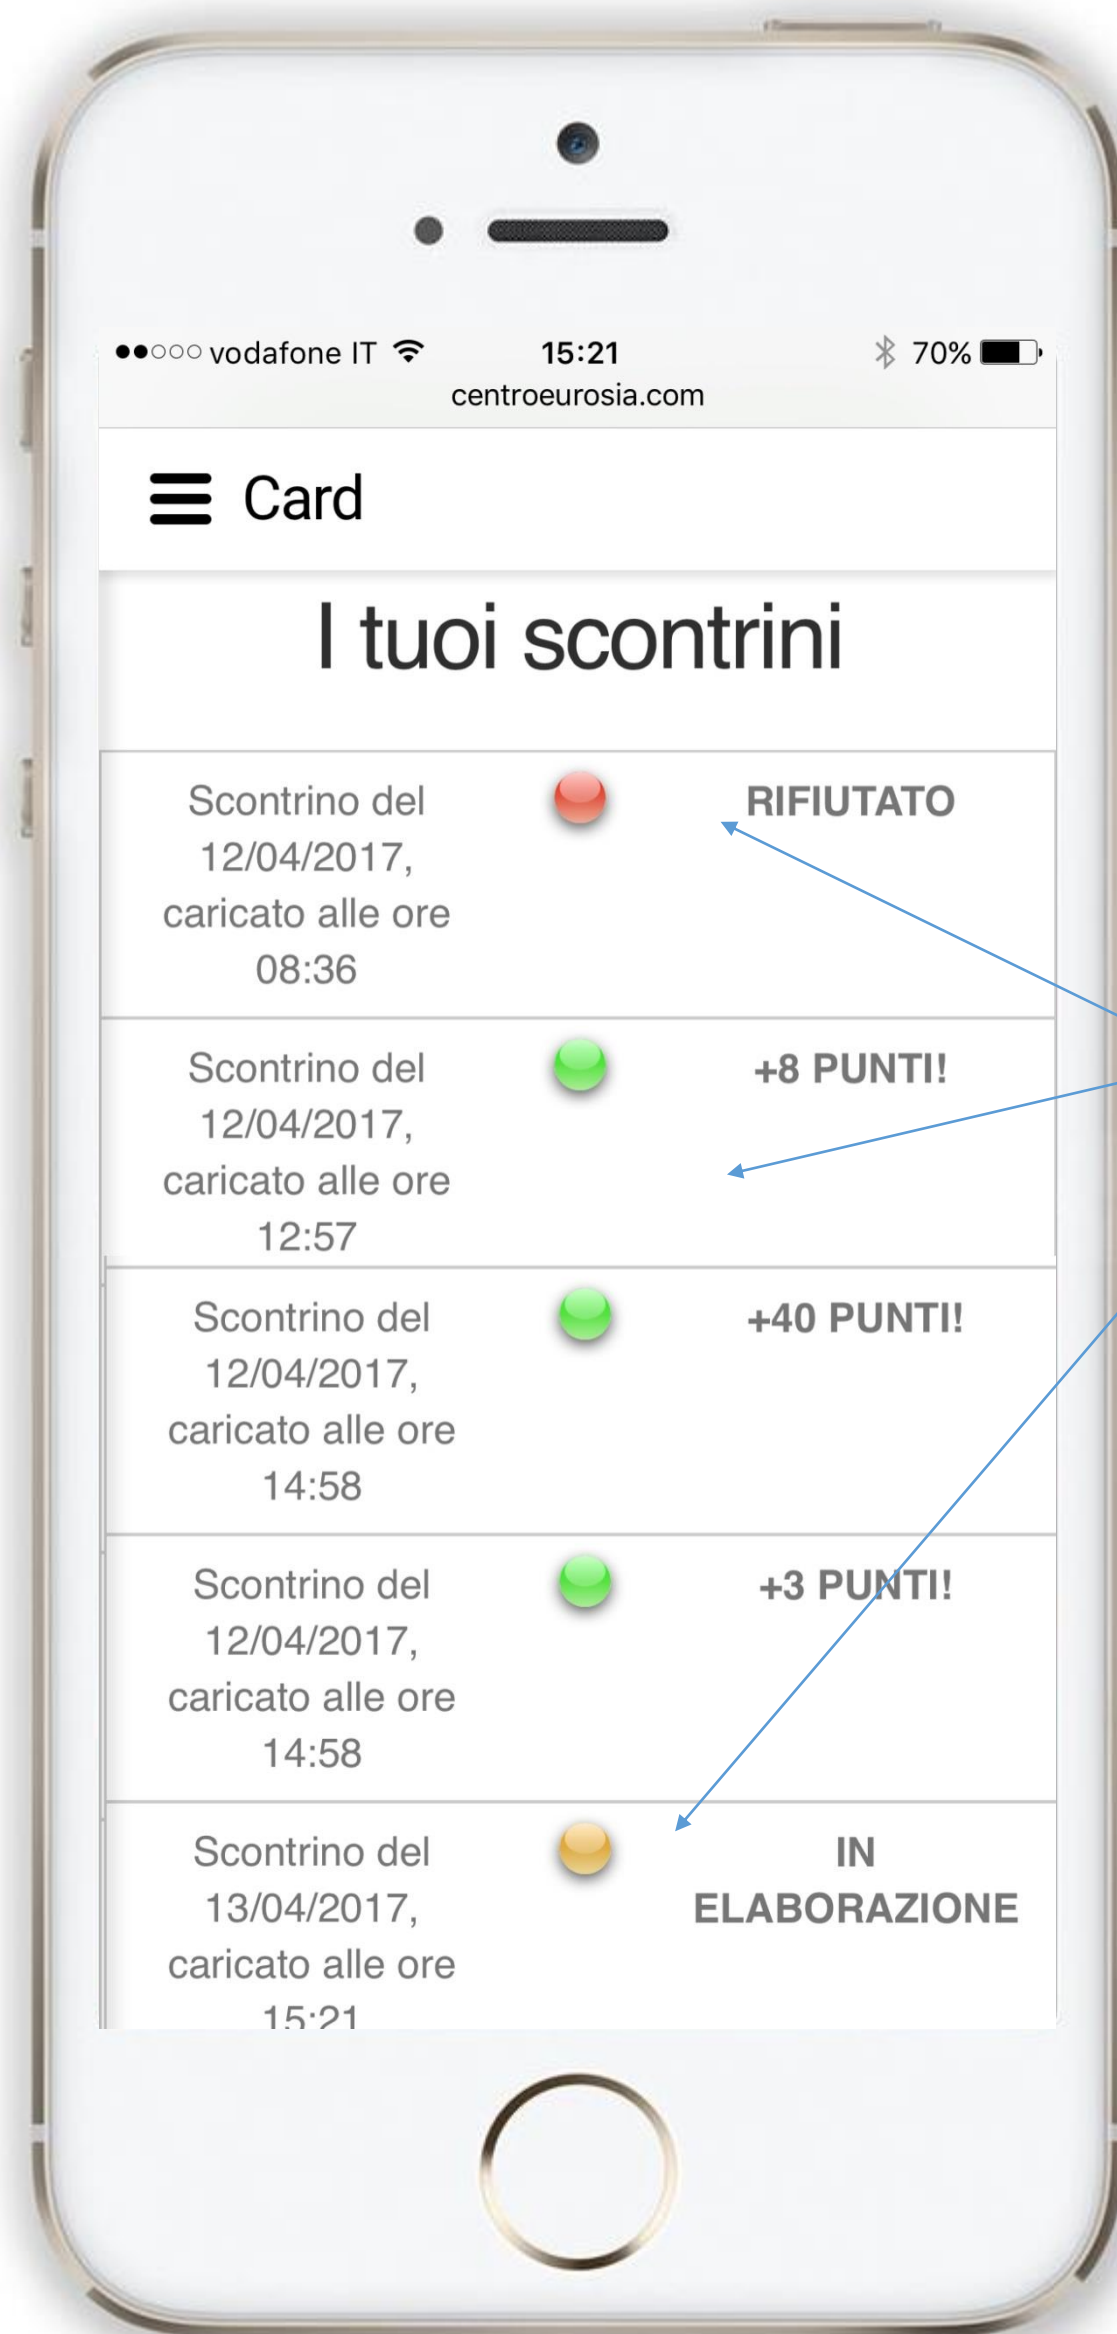 vodafone IT 15:21 70%
centroeurosia.com
Card
I tuoi scontrini
Scontrino del RIFIUTATO
12/04/2017,
caricato alle ore
08:36
Scontrino del +8 PUNTI!
12/04/2017,
caricato alle ore
12:57
Scontrino del +40 PUNTI!
12/04/2017,
caricato alle ore
14:58
Scontrino del +3 PUNTI!
12/04/2017,
caricato alle ore
14:58
Scontrino del IN
13/04/2017, ELABORAZIONE
caricato alle ore
15:21